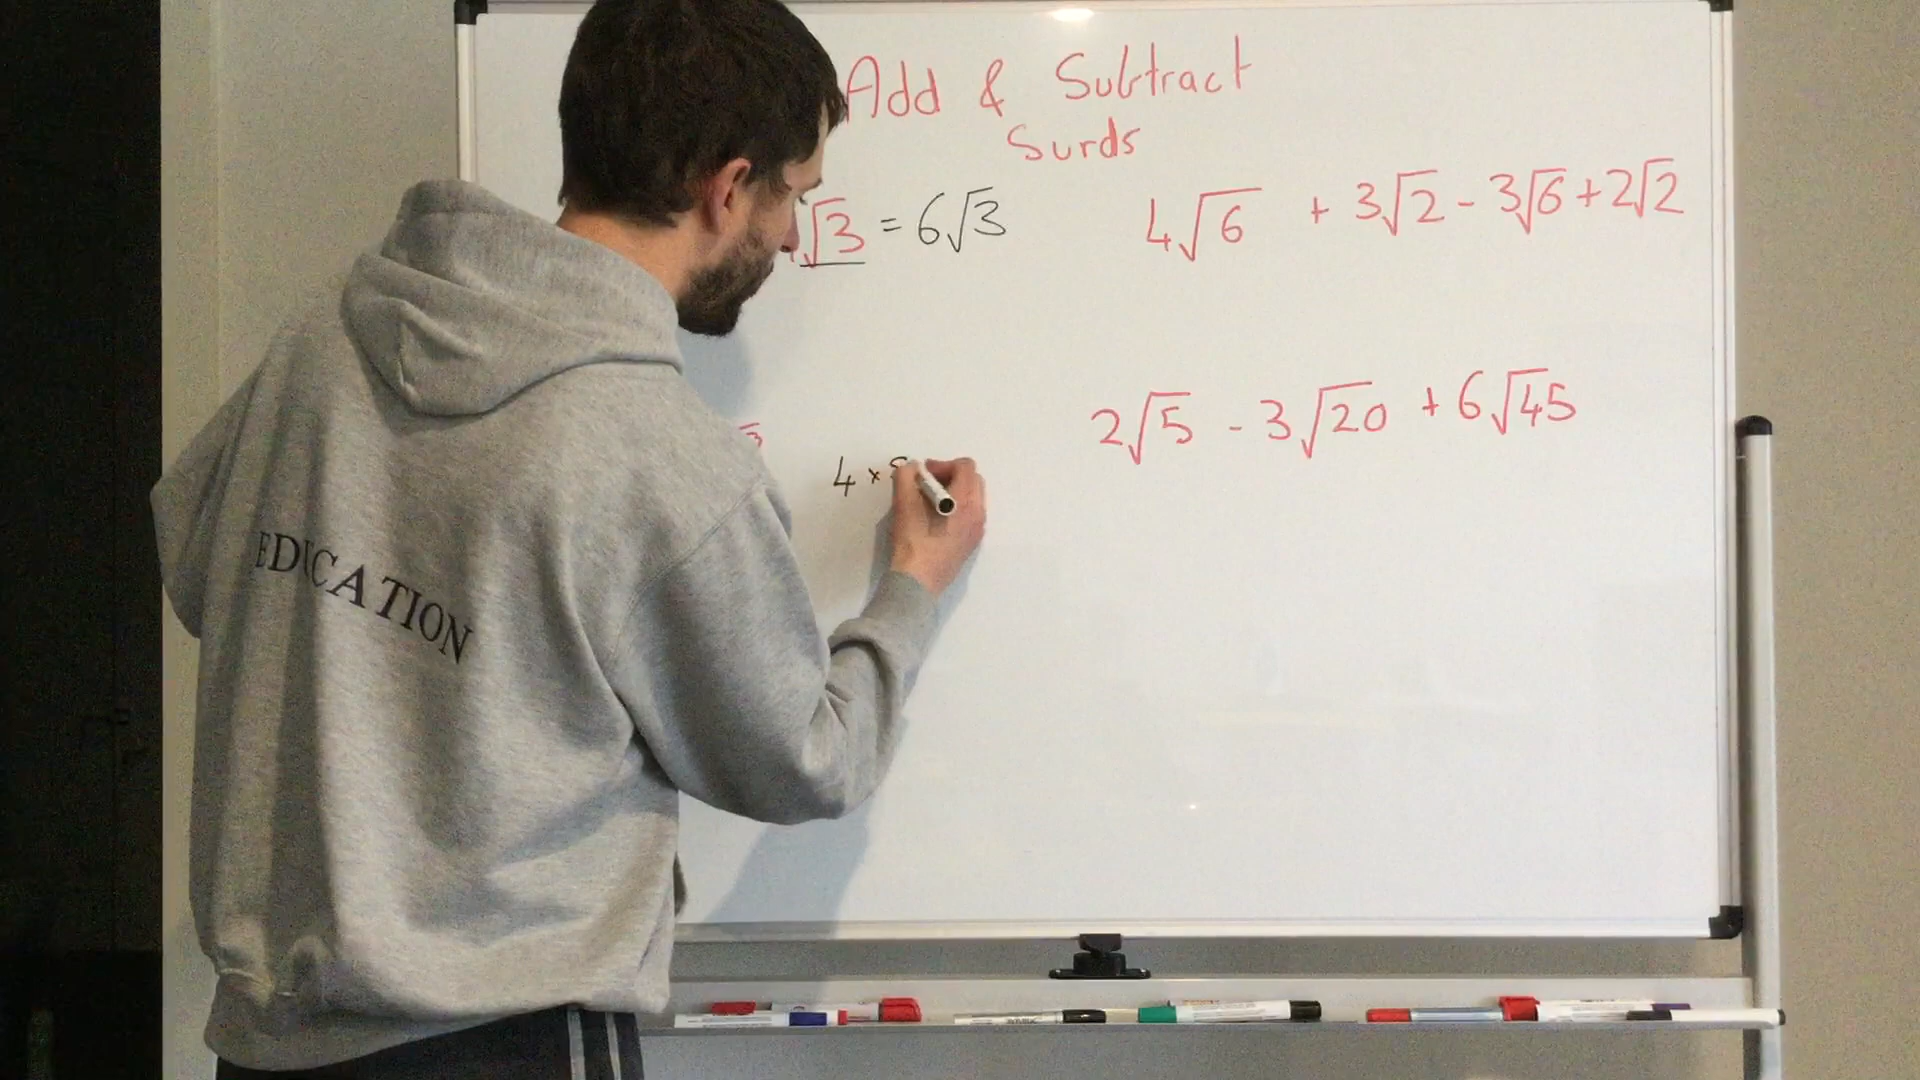 Add & Subtract
Surds
√3 = 6√3
4√6 + 3√2 - 3√6 + 2√2
2√5 - 3√20 + 6√45
4 ×
EDUCATION